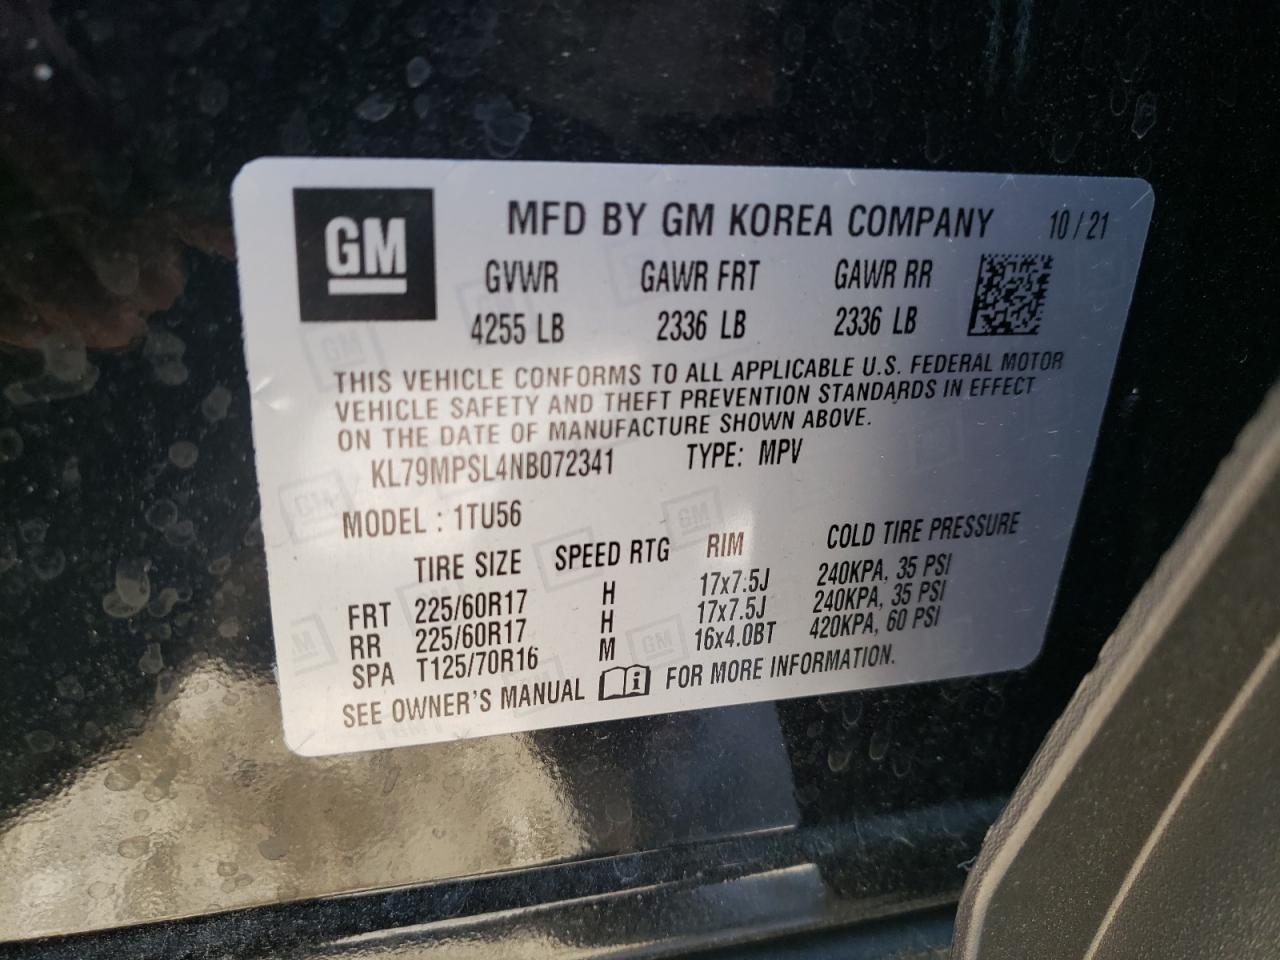 GM
MFD BY GM KOREA COMPANY 10/21
GVWR GAWR FRT GAWR RR
4255 LB 2336 LB 2336 LB
THIS VEHICLE CONFORMS TO ALL APPLICABLE U.S. FEDERAL MOTOR
VEHICLE SAFETY AND THEFT PREVENTION STANDARDS IN EFFECT
ON THE DATE OF MANUFACTURE SHOWN ABOVE.
KL79MPSL4NB072341 TYPE: MPV
MODEL : 1TU56
TIRE SIZE SPEED RTG RIM COLD TIRE PRESSURE
FRT 225/60R17 H 17x7.5J 240KPA, 35 PSI
RR 225/60R17 H 17x7.5J 240KPA, 35 PSI
SPA T125/70R16 M 16x4.0BT 420KPA, 60 PSI
SEE OWNER'S MANUAL i FOR MORE INFORMATION.